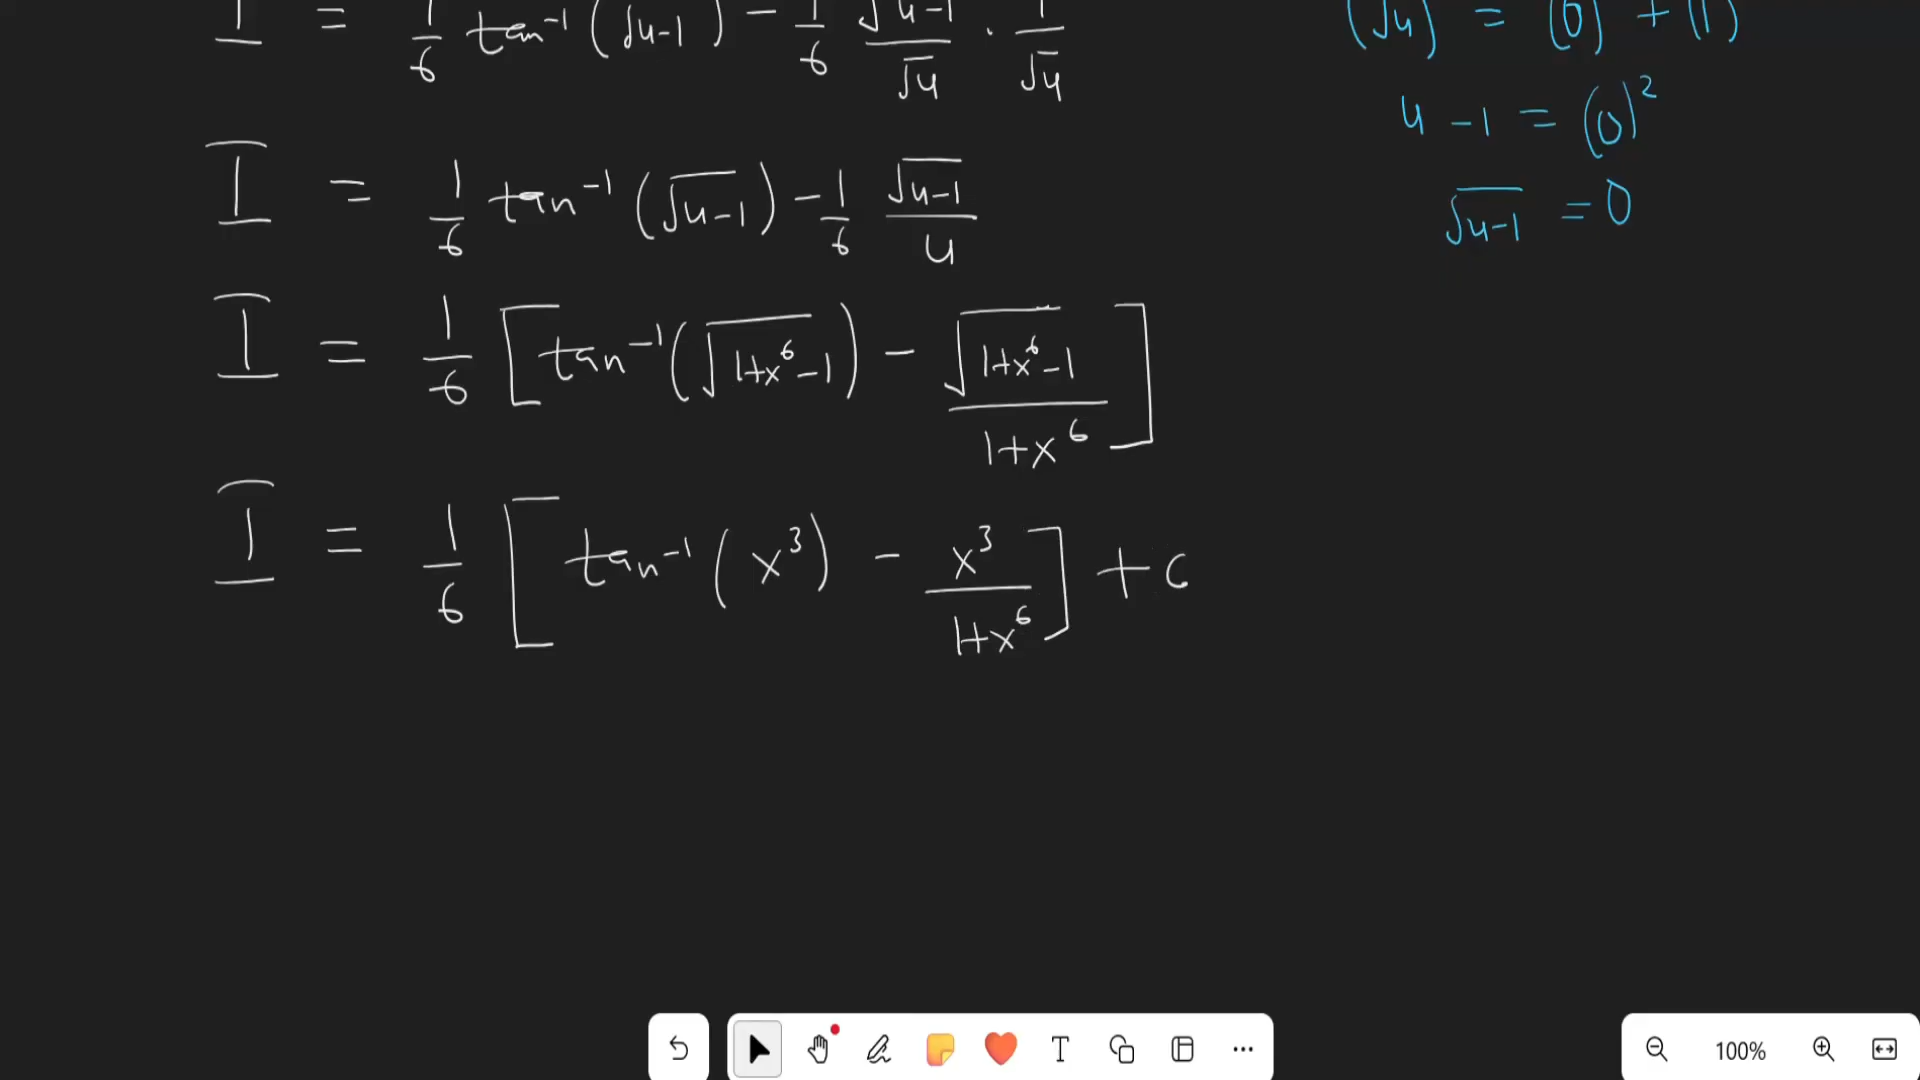 I = 1/6 tan⁻¹(√u-1) - 1/6 √u-1/√u · 1/√u
(√u) = (0) + (1)
u - 1 = (0)²
I = 1/6 tan⁻¹(√u-1) - 1/6 √u-1/u
√u-1 = 0
I = 1/6 [tan⁻¹(√1+x⁶-1) - √1+x⁶-1/1+x⁶]
I = 1/6 [tan⁻¹(x³) - x³/1+x⁶] + c
T
100%